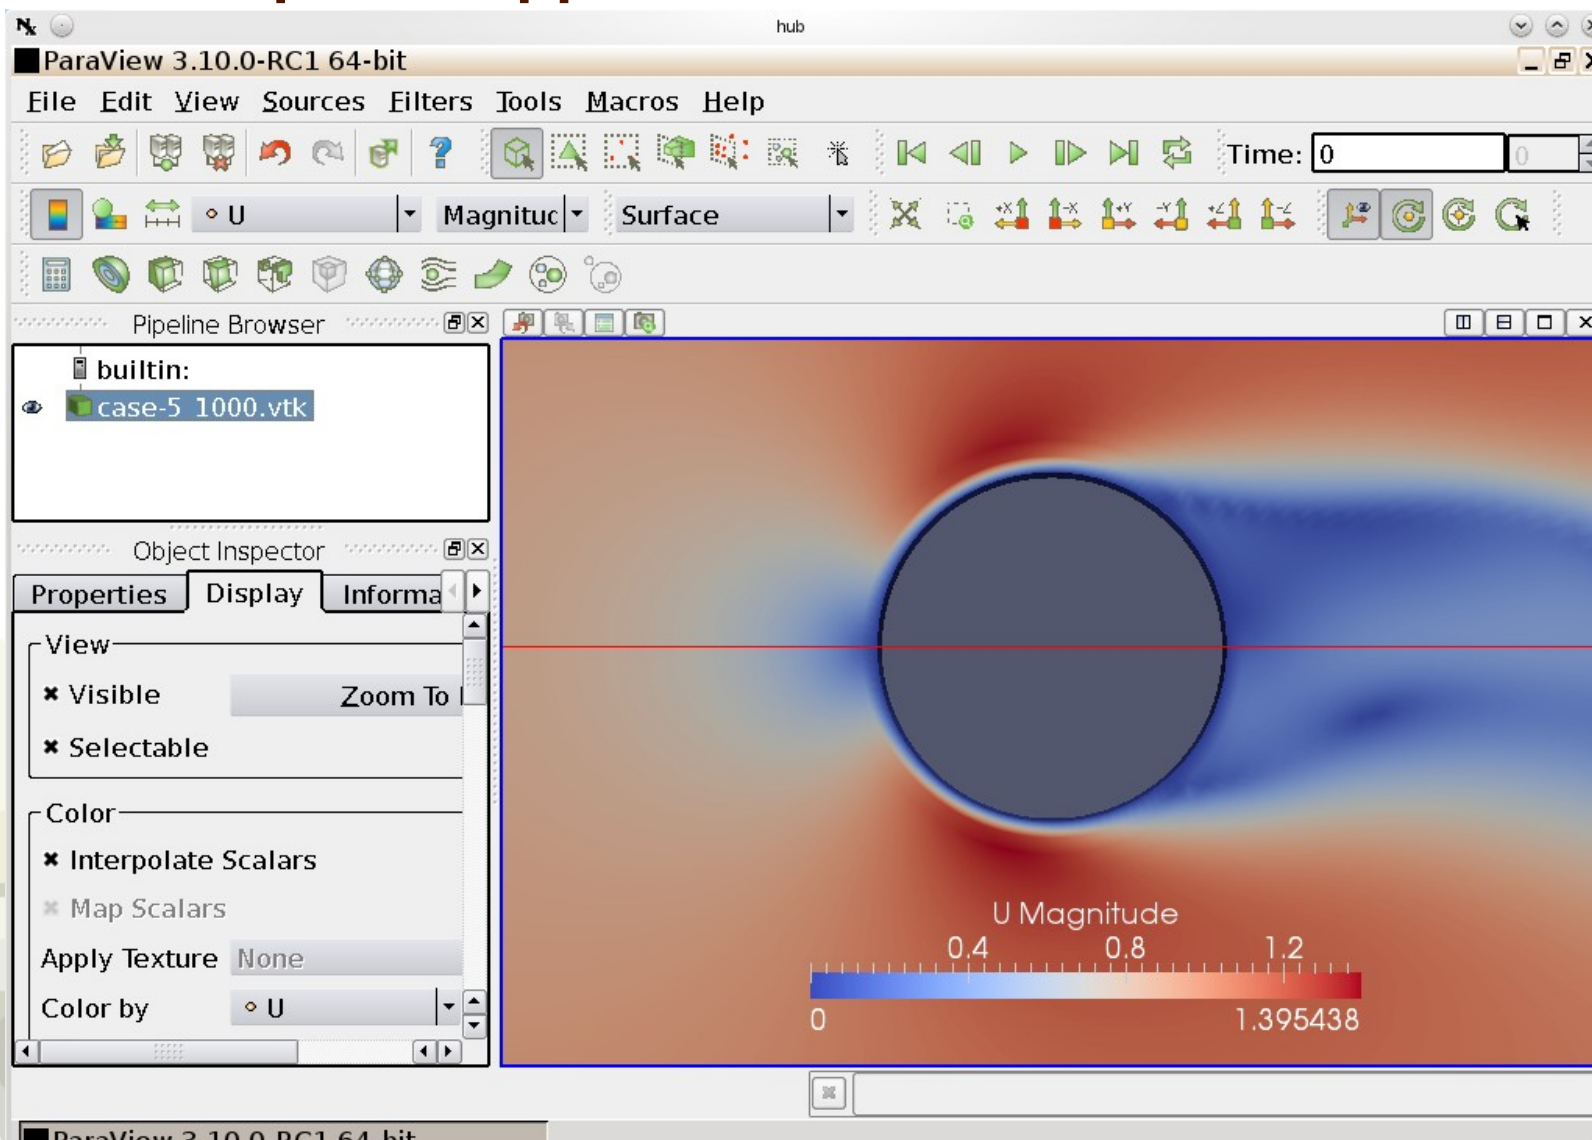 hub
ParaView 3.10.0-RC1 64-bit
File Edit View Sources Filters Tools Macros Help
Time: 0 0
U Magnituc Surface
+X -X +Y -Y +Z -Z
Pipeline Browser
builtin:
case-5_1000.vtk
Object Inspector
Properties Display Informa
View
Visible Zoom To
Selectable
Color
Interpolate Scalars
Map Scalars
Apply Texture None
Color by U
U Magnitude
0.4 0.8 1.2
0 1.395438
ParaView 3.10.0-RC1 64-bit